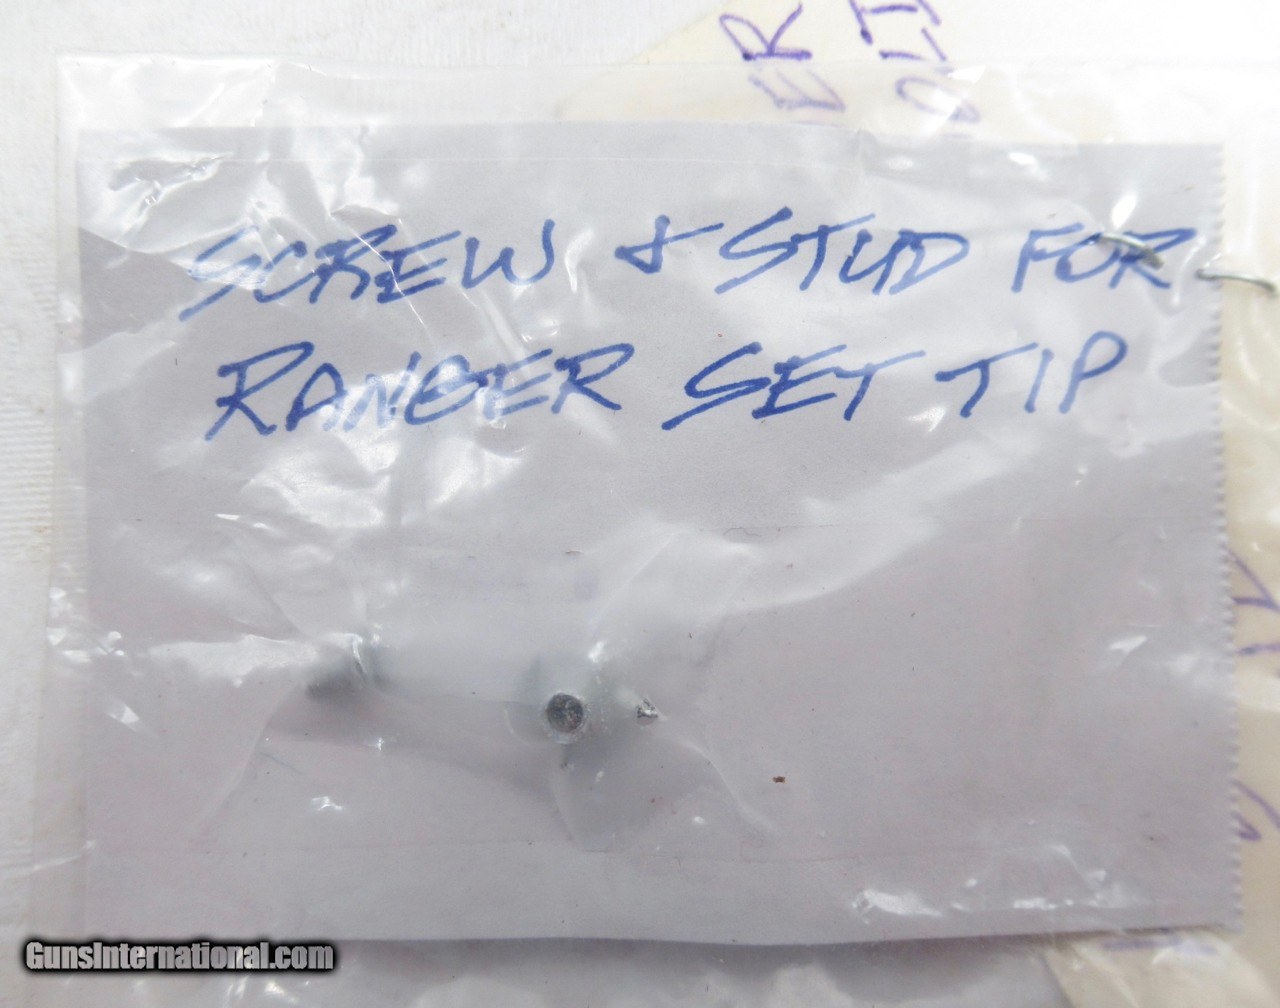 SCREW & STUD FOR
RANGER SET TIP
GunsInternational.com